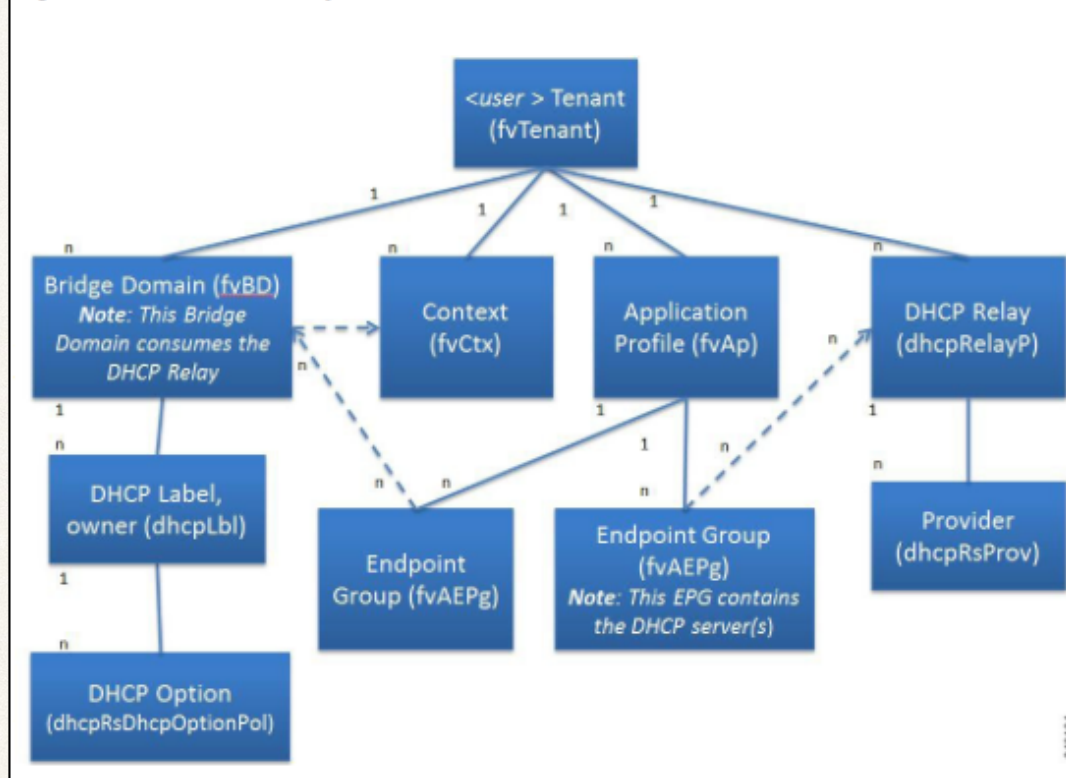 <user > Tenant
(fvTenant)
1
1
1
1
n
n
n
n
Bridge Domain (fvBD)
Note: This Bridge
Domain consumes the
DHCP Relay
Context
(fvCtx)
Application
Profile (fvAp)
DHCP Relay
(dhcpRelayP)
n
n
1
n
1
1
n
1
n
n
n
n
n
DHCP Label,
owner (dhcpLbl)
Endpoint
Group (fvAEPg)
Endpoint Group
(fvAEPg)
Note: This EPG contains
the DHCP server(s)
Provider
(dhcpRsProv)
1
n
DHCP Option
(dhcpRsDhcpOptionPol)